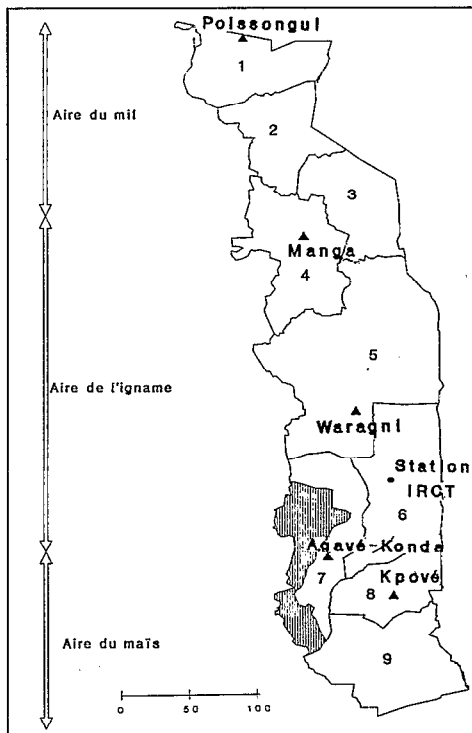 Poissongui
1
Aire du mil
2
3
Manga
4
5
Aire de l'igname
Waragni
Station
IRCT
6
Agavé-Konda
7
Kpové
8
Aire du maïs
9
0 50 100